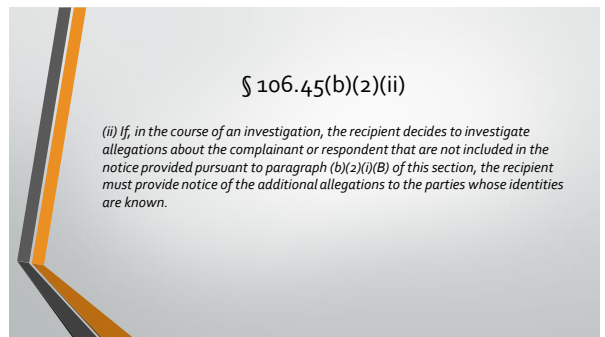 § 106.45(b)(2)(ii)
(ii) If, in the course of an investigation, the recipient decides to investigate
allegations about the complainant or respondent that are not included in the
notice provided pursuant to paragraph (b)(2)(i)(B) of this section, the recipient
must provide notice of the additional allegations to the parties whose identities
are known.